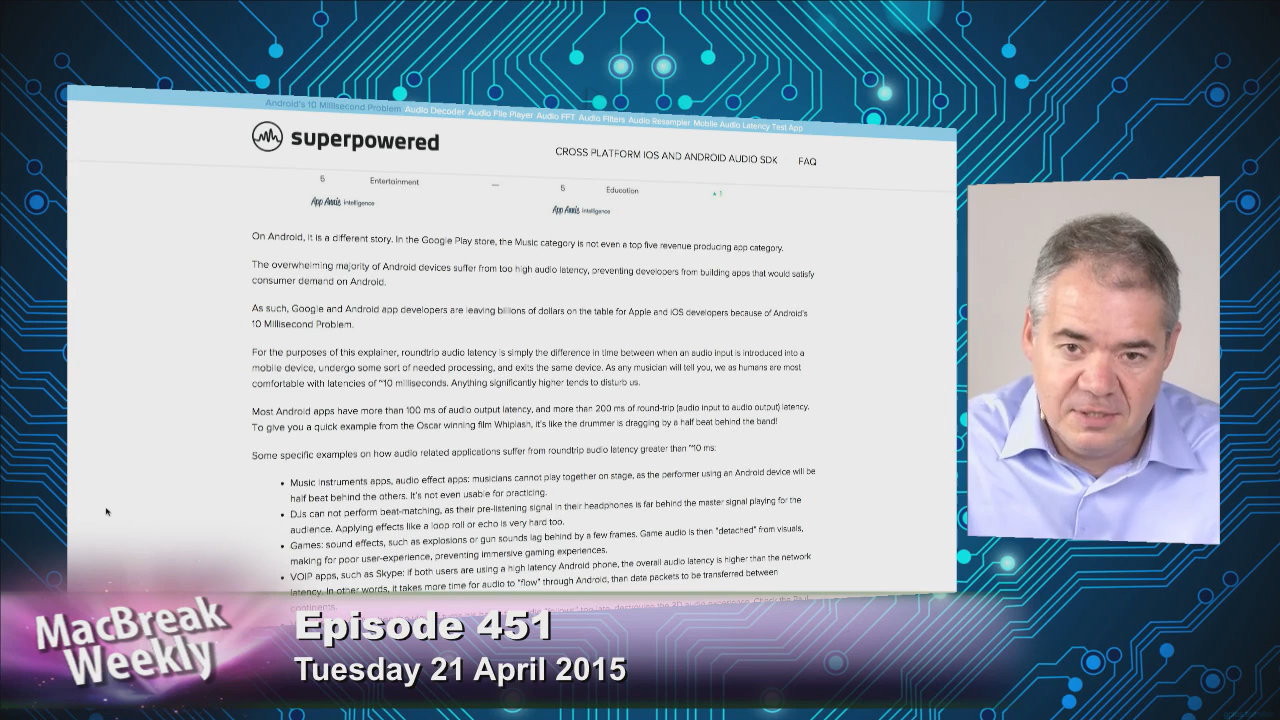 Android's 10 Millisecond Problem Audio Decoder Audio File Player Audio FFT Audio Filters Audio Resampler Mobile Audio Latency Test App
superpowered
CROSS PLATFORM IOS AND ANDROID AUDIO SDK FAQ
6 Entertainment — 6 Education ▲ 1
App Annie Intelligence App Annie Intelligence
On Android, it is a different story. In the Google Play store, the Music category is not even a top five revenue producing app category.
The overwhelming majority of Android devices suffer from too high audio latency, preventing developers from building apps that would satisfy
consumer demand on Android.
As such, Google and Android app developers are leaving billions of dollars on the table for Apple and iOS developers because of Android's
10 Millisecond Problem.
For the purposes of this explainer, roundtrip audio latency is simply the difference in time between when an audio input is introduced into a
mobile device, undergo some sort of needed processing, and exits the same device. As any musician will tell you, we as humans are most
comfortable with latencies of ~10 milliseconds. Anything significantly higher tends to disturb us.
Most Android apps have more than 100 ms of audio output latency, and more than 200 ms of round-trip (audio input to audio output) latency.
To give you a quick example from the Oscar winning film Whiplash, it's like the drummer is dragging by a half beat behind the band!
Some specific examples on how audio related applications suffer from roundtrip audio latency greater than ~10 ms:
• Music instruments apps, audio effect apps: musicians cannot play together on stage, as the performer using an Android device will be
half beat behind the others. It's not even usable for practicing.
• DJs can not perform beat-matching, as their pre-listening signal in their headphones is far behind the master signal playing for the
audience. Applying effects like a loop roll or echo is very hard too.
• Games: sound effects, such as explosions or gun sounds lag behind by a few frames. Game audio is then "detached" from visuals,
making for poor user-experience, preventing immersive gaming experiences.
• VOIP apps, such as Skype: if both users are using a high latency Android phone, the overall audio latency is higher than the network
latency. In other words, it takes more time for audio to "flow" through Android, than data packets to be transferred between
continents.
MacBreak
Weekly
Episode 451
Tuesday 21 April 2015